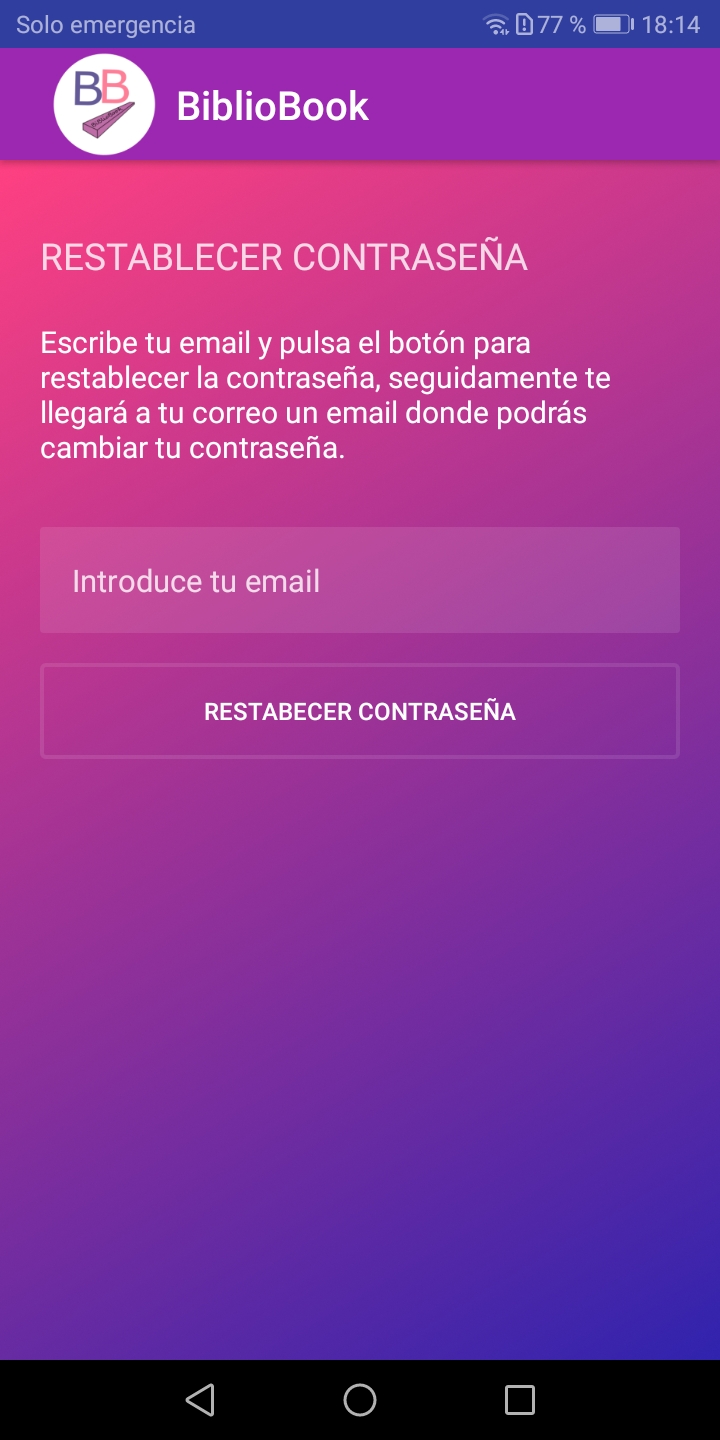 Solo emergencia 77 % 18:14
BB
BiblioBook
RESTABLECER CONTRASEÑA
Escribe tu email y pulsa el botón para
restablecer la contraseña, seguidamente te
llegará a tu correo un email donde podrás
cambiar tu contraseña.
Introduce tu email
RESTABECER CONTRASEÑA